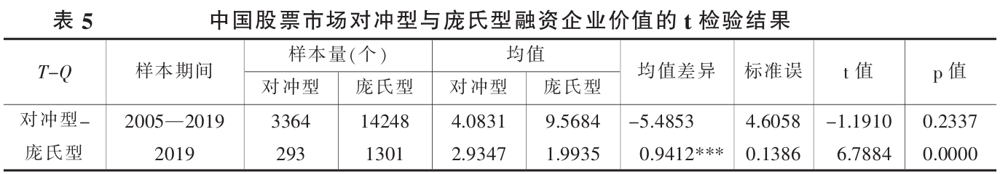 表 5 中国股票市场对冲型与庞氏型融资企业价值的 t 检验结果
T-Q 样本期间 样本量(个) 均值 均值差异 标准误 t 值 p 值
对冲型 庞氏型 对冲型 庞氏型
对冲型- 2005—2019 3364 14248 4.0831 9.5684 -5.4853 4.6058 -1.1910 0.2337
庞氏型 2019 293 1301 2.9347 1.9935 0.9412*** 0.1386 6.7884 0.0000